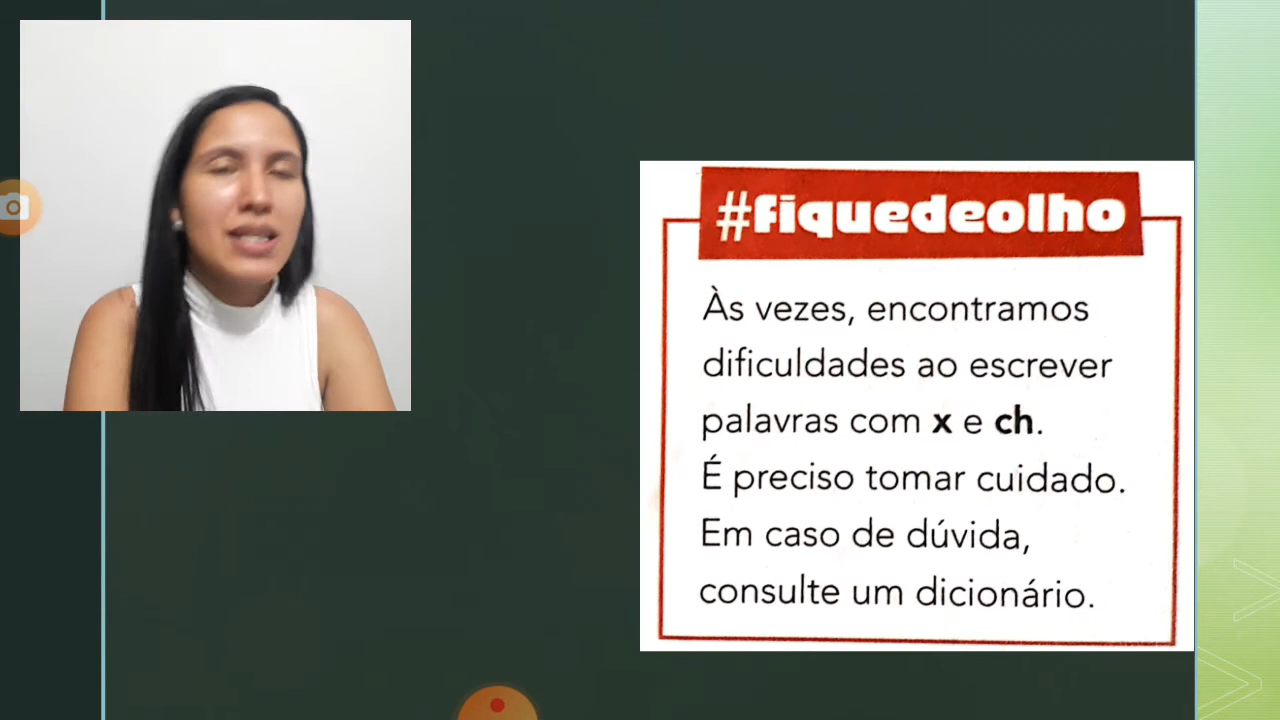 #fiquedeolho
Às vezes, encontramos
dificuldades ao escrever
palavras com x e ch.
É preciso tomar cuidado.
Em caso de dúvida,
consulte um dicionário.